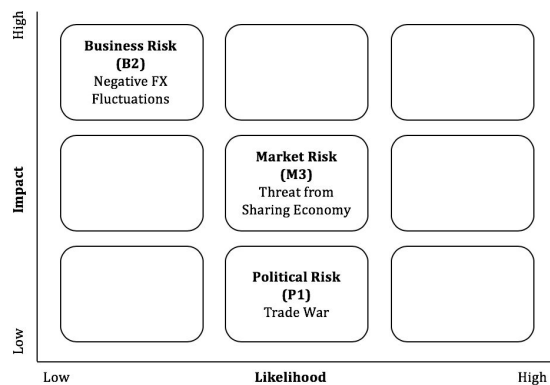 High
Business Risk
(B2)
Negative FX
Fluctuations
Impact
Market Risk
(M3)
Threat from
Sharing Economy
Political Risk
(P1)
Trade War
Low
Low
Likelihood
High